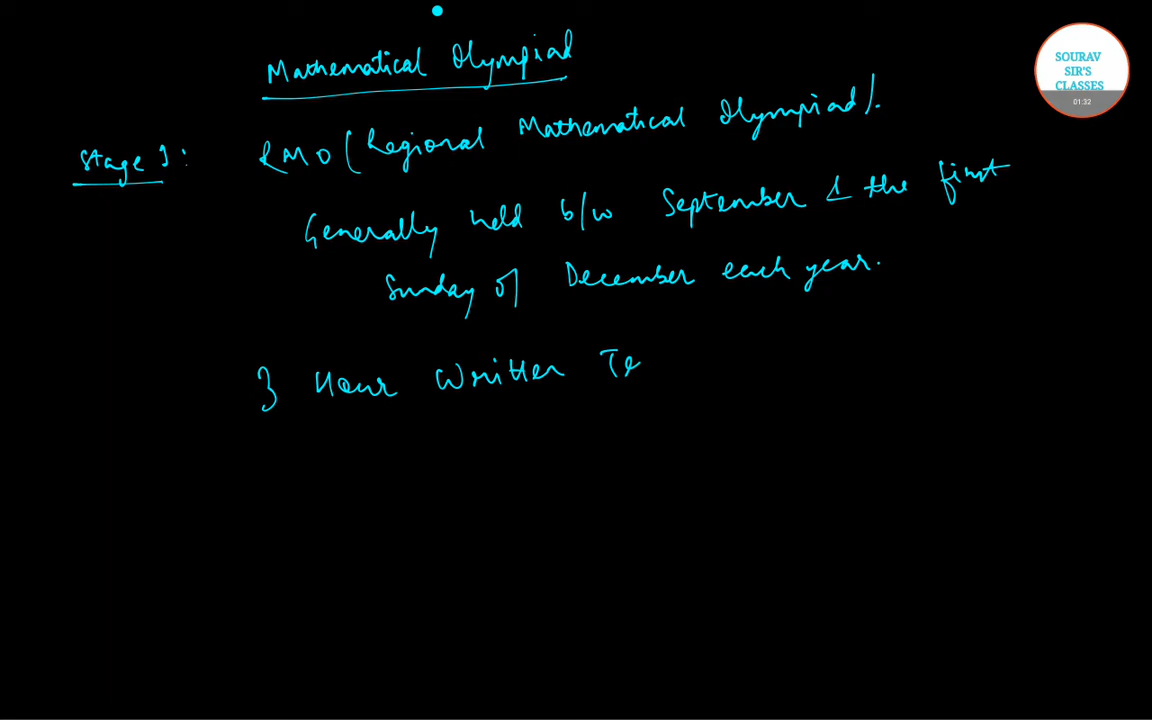 Mathematical Olympiad
SOURAV
SIR'S
CLASSES
01:32
Stage 1:
RMO (Regional Mathematical Olympiad).
Generally held b/w September & the first
Sunday of December each year.
3 Hour Written Te